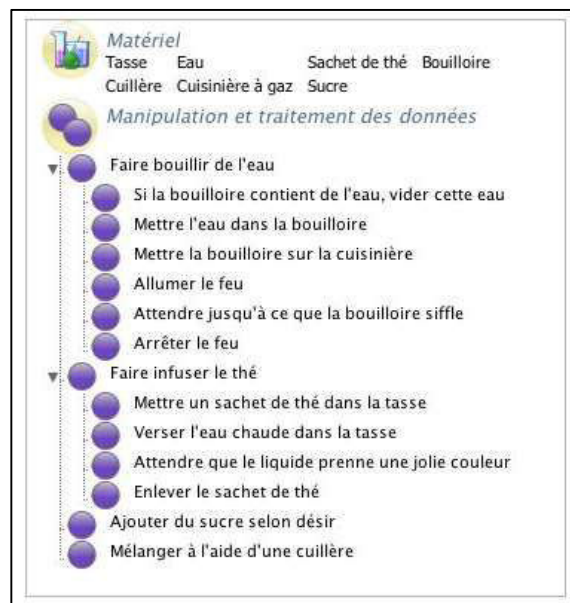 Matériel
Tasse Eau Sachet de thé Bouilloire
Cuillère Cuisinière à gaz Sucre
Manipulation et traitement des données
Faire bouillir de l'eau
Si la bouilloire contient de l'eau, vider cette eau
Mettre l'eau dans la bouilloire
Mettre la bouilloire sur la cuisinière
Allumer le feu
Attendre jusqu'à ce que la bouilloire siffle
Arrêter le feu
Faire infuser le thé
Mettre un sachet de thé dans la tasse
Verser l'eau chaude dans la tasse
Attendre que le liquide prenne une jolie couleur
Enlever le sachet de thé
Ajouter du sucre selon désir
Mélanger à l'aide d'une cuillère